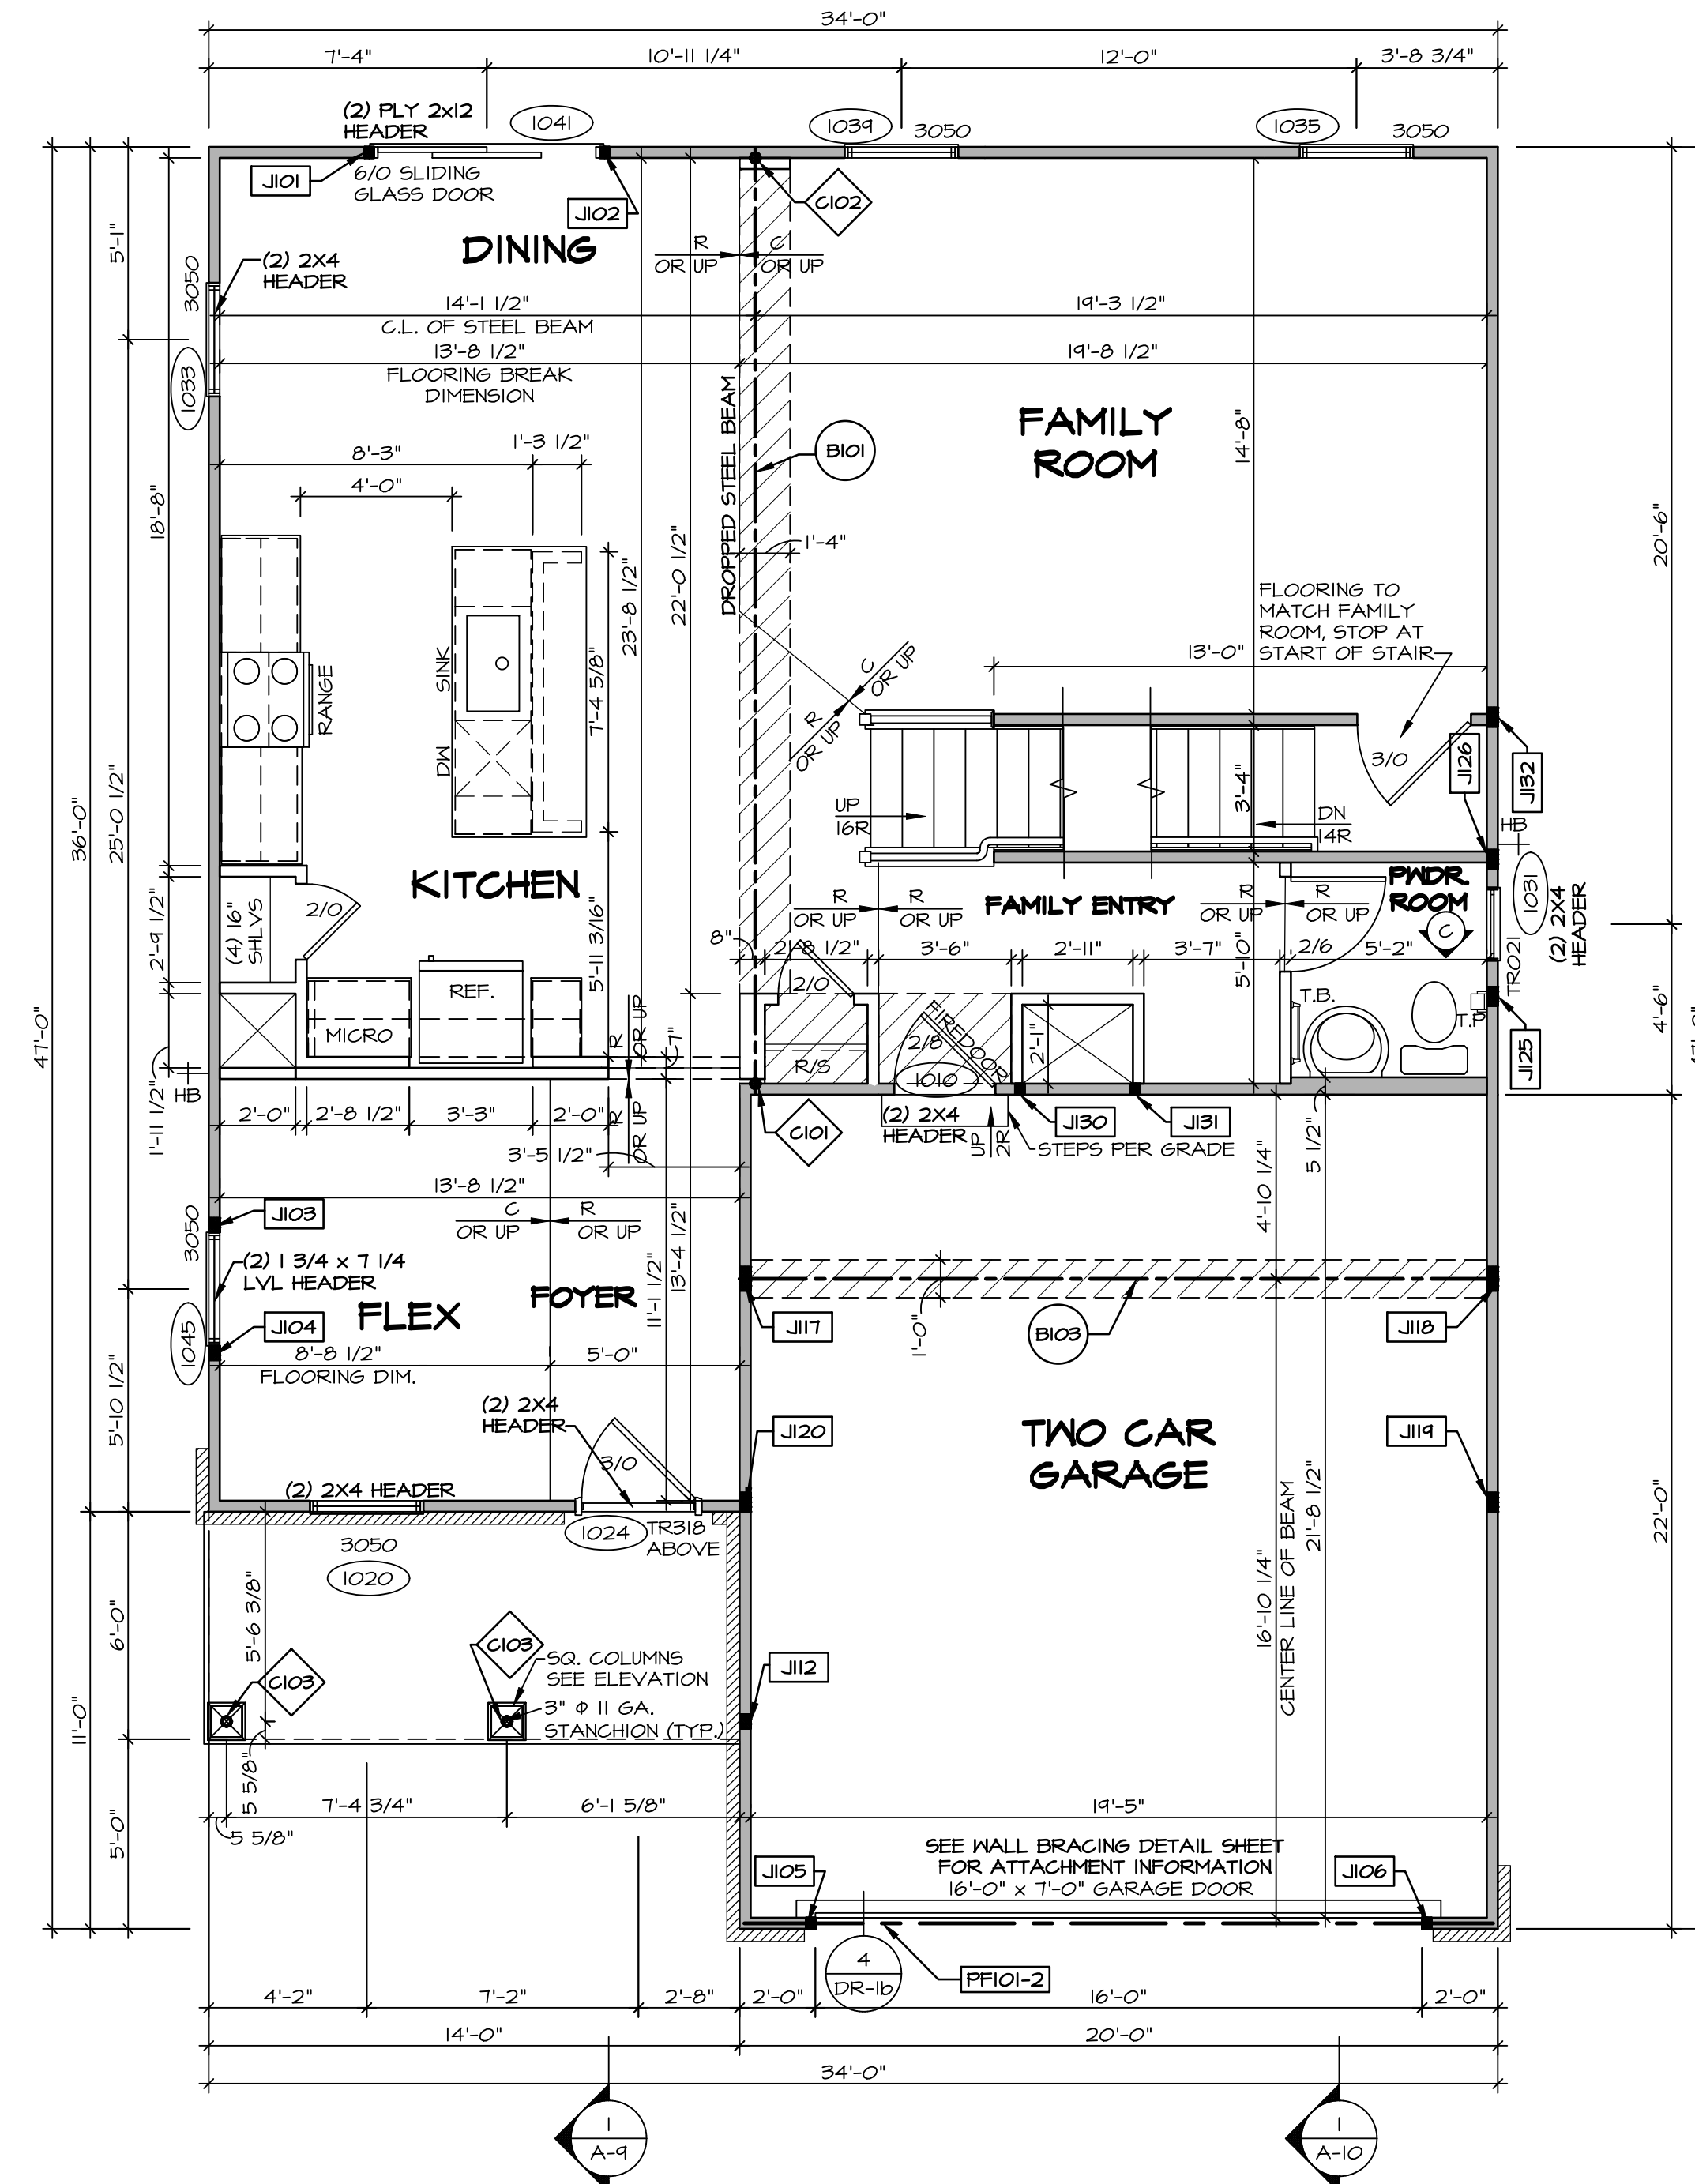 34'-0"
7'-4"
10'-11 1/4"
12'-0"
3'-8 3/4"
(2) PLY 2x12
HEADER
1041
1039
3050
1035
3050
J101
6/0 SLIDING
GLASS DOOR
J102
C102
DINING
R
OR UP
C
OR UP
5'-1"
3050
(2) 2X4
HEADER
1033
14'-1 1/2"
C.L. OF STEEL BEAM
19'-3 1/2"
13'-8 1/2"
FLOORING BREAK
DIMENSION
19'-8 1/2"
DROPPED STEEL BEAM
B101
FAMILY
ROOM
14'-8"
8'-3"
1'-3 1/2"
4'-0"
18'-8"
22'-0 1/2"
23'-8 1/2"
1'-4"
20'-6"
FLOORING TO
MATCH FAMILY
ROOM, STOP AT
START OF STAIR
13'-0"
RANGE
SINK
DW
7'-4 5/8"
C
OR UP
R
OR UP
3/0
J126
J132
HB
36'-0"
25'-0 1/2"
47'-0"
UP
16R
3'-4"
DN
14R
KITCHEN
2'-9 1/2"
(4) 16"
SHLVS
2/0
5'-11 3/16"
R
OR UP
R
OR UP
FAMILY ENTRY
R
OR UP
R
OR UP
PWDR.
ROOM
C
1031
(2) 2X4
HEADER
TR021
8"
2'-8 1/2"
3'-6"
2'-11"
3'-7"
5'-10"
2/6
5'-2"
MICRO
REF.
2/0
R/S
2/8
FIREDOOR
1010
2'-1"
T.B.
T.P.
4'-6"
J125
R
OR UP
7"
R
OR UP
1'-11 1/2"
HB
2'-0"
2'-8 1/2"
3'-3"
2'-0"
3'-5 1/2"
C101
(2) 2X4
HEADER
UP
2R
J130
J131
STEPS PER GRADE
5 1/2"
4'-10 1/4"
13'-8 1/2"
J103
3050
C
OR UP
R
OR UP
(2) 1 3/4 x 7 1/4
LVL HEADER
FLEX
FOYER
11'-1 1/2"
13'-4 1/2"
J104
1045
8'-8 1/2"
FLOORING DIM.
5'-0"
J117
1'-0"
B103
J118
5'-10 1/2"
(2) 2X4
HEADER
J120
TWO CAR
GARAGE
J119
3/0
(2) 2X4 HEADER
3050
1020
1024
TR318
ABOVE
21'-8 1/2"
16'-10 1/4"
CENTER LINE OF BEAM
22'-0"
6'-0"
5'-6 3/8"
C103
C103
SQ. COLUMNS
SEE ELEVATION
3" Φ 11 GA.
STANCHION (TYP.)
J112
11'-0"
5 5/8"
5'-0"
5 5/8"
7'-4 3/4"
6'-1 5/8"
19'-5"
SEE WALL BRACING DETAIL SHEET
FOR ATTACHMENT INFORMATION
16'-0" x 7'-0" GARAGE DOOR
J105
J106
4
DR-1b
PF101-2
4'-2"
7'-2"
2'-8"
2'-0"
16'-0"
2'-0"
14'-0"
20'-0"
34'-0"
1
A-9
1
A-10